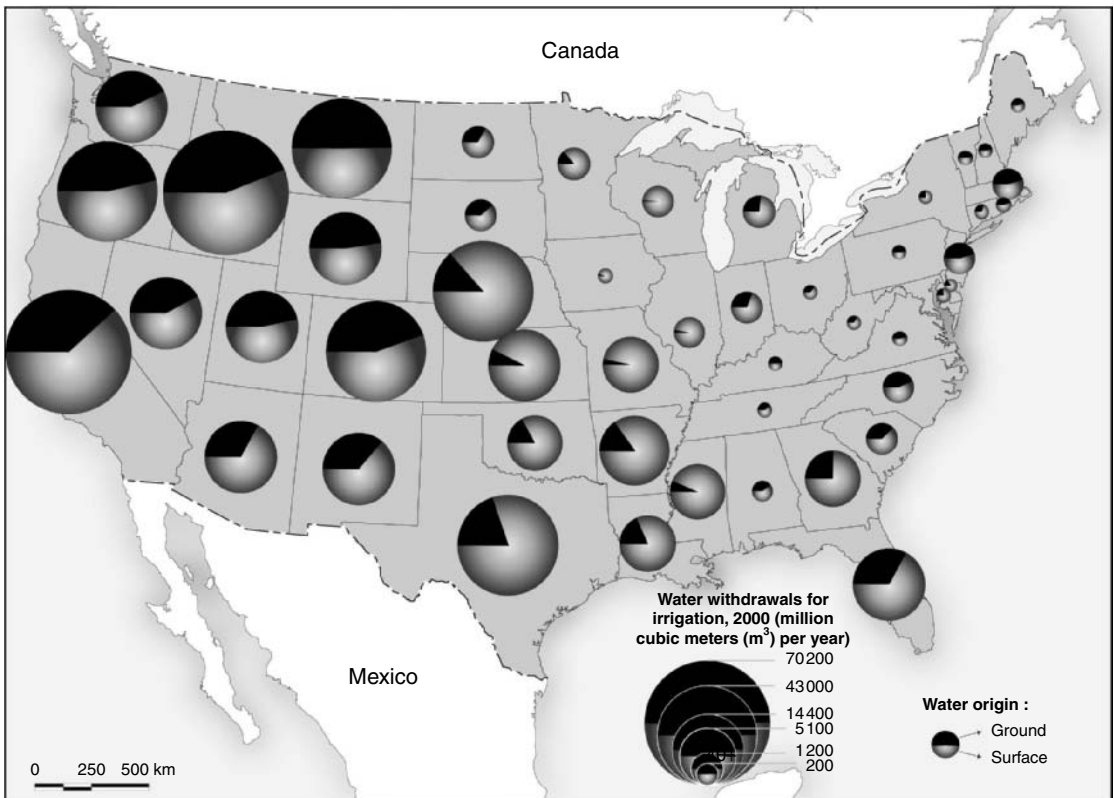 Canada
Mexico
Water withdrawals for
irrigation, 2000 (million
cubic meters (m³) per year)
70 200
43 000
14 400
5 100
1 200
200
Water origin :
Ground
Surface
0 250 500 km